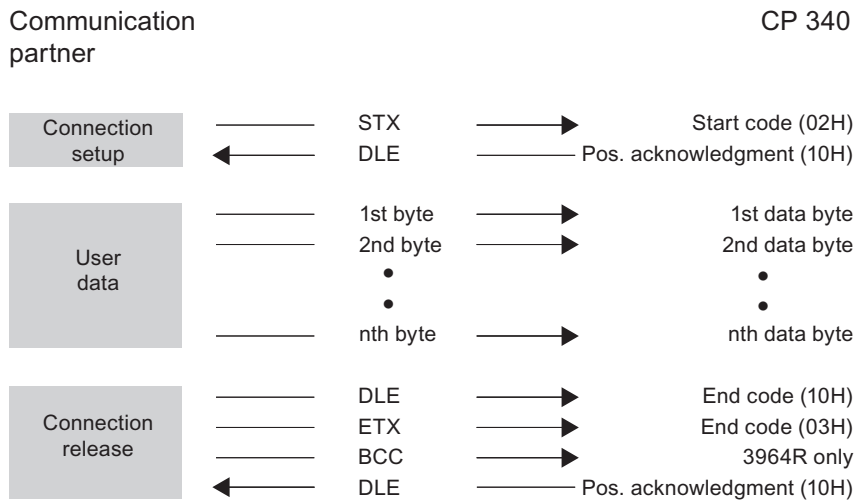 Communication partner CP 340
Connection setup
STX Start code (02H)
DLE Pos. acknowledgment (10H)
User data
1st byte 1st data byte
2nd byte 2nd data byte
• •
• •
nth byte nth data byte
Connection release
DLE End code (10H)
ETX End code (03H)
BCC 3964R only
DLE Pos. acknowledgment (10H)